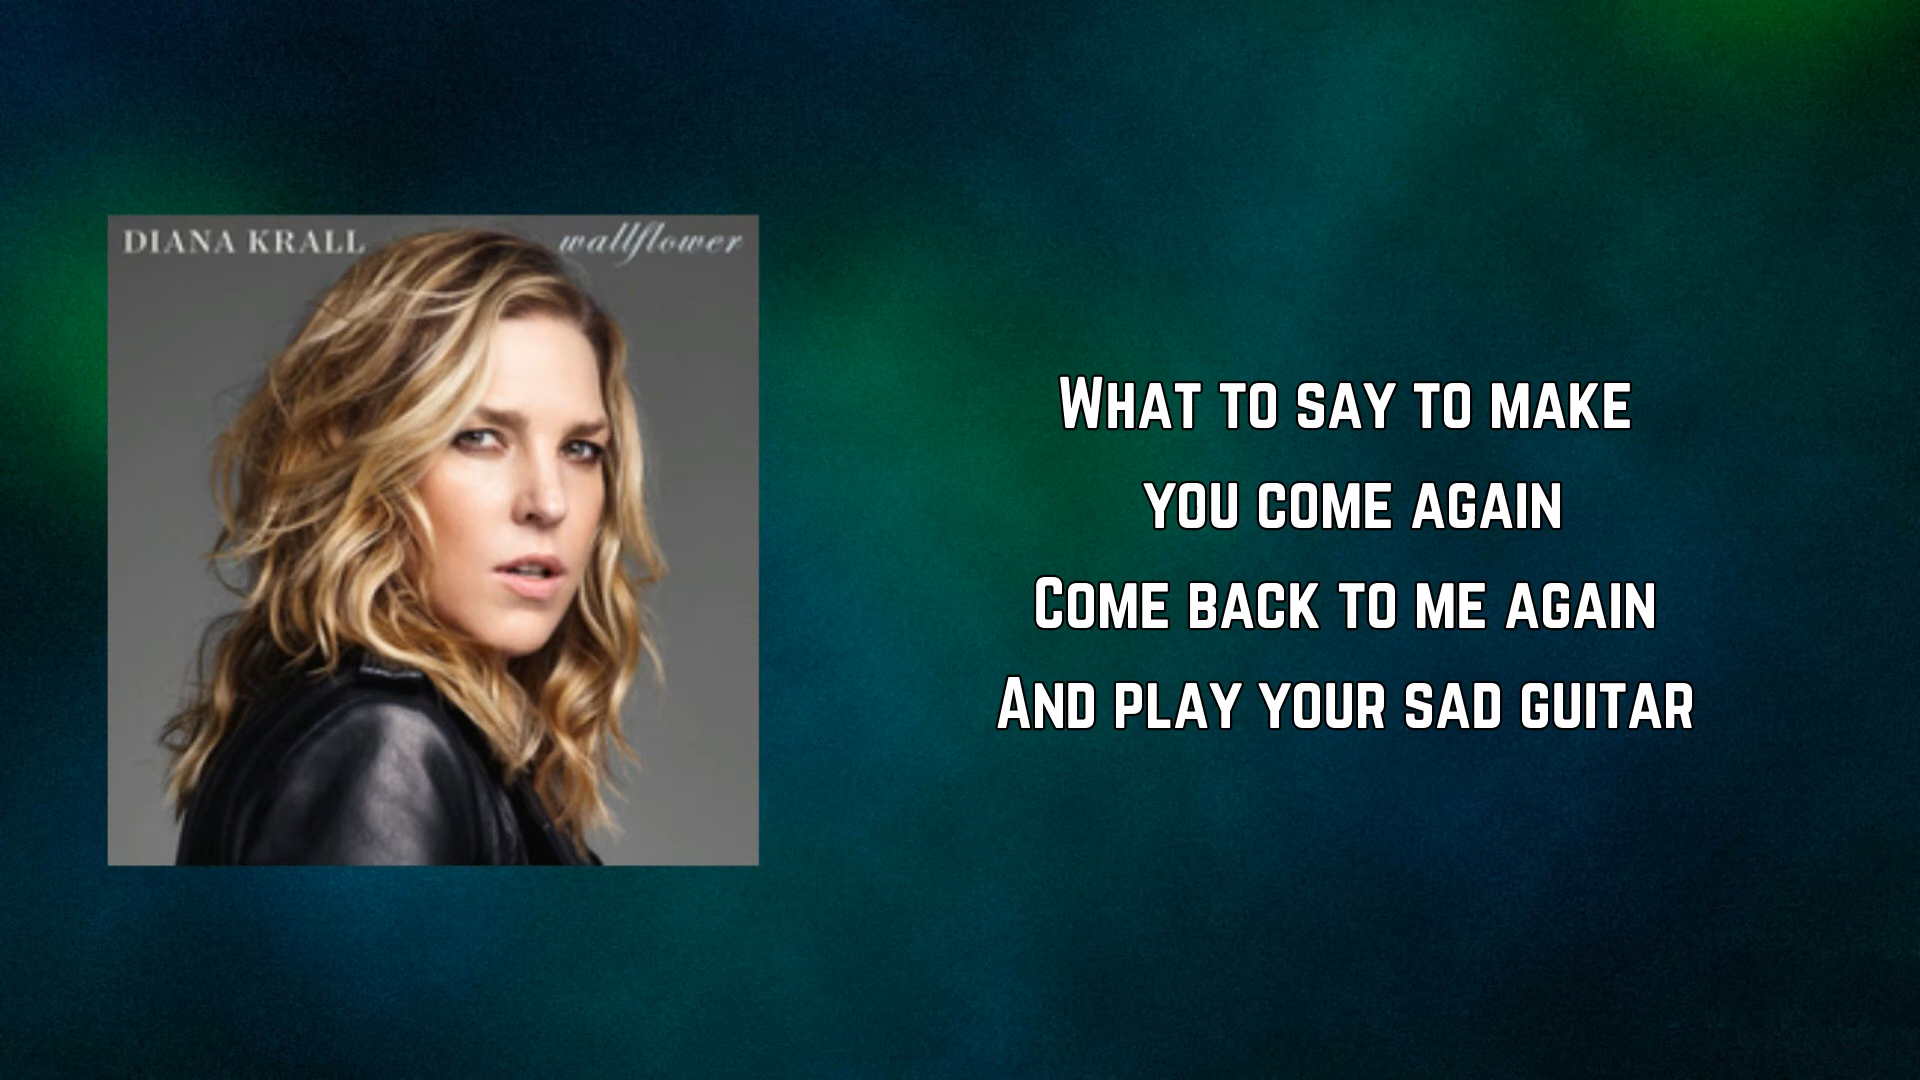 DIANA KRALL wallflower
What to say to make
you come again
Come back to me again
And play your sad guitar